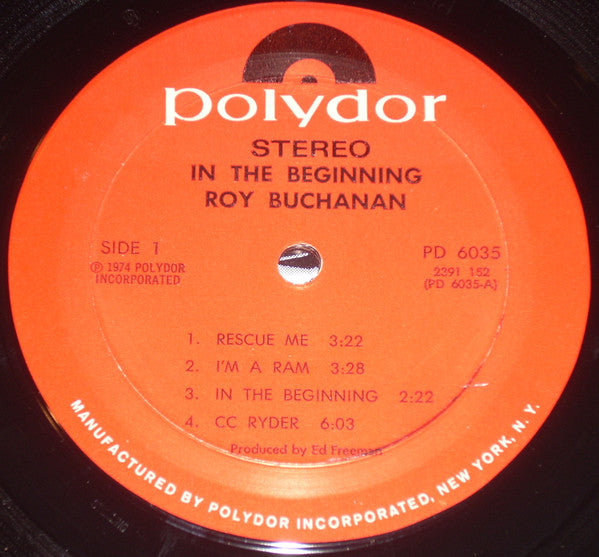 polydor
STEREO
IN THE BEGINNING
ROY BUCHANAN
SIDE 1
℗ 1974 POLYDOR
INCORPORATED
PD 6035
2391 152
(PD 6035-A)
1. RESCUE ME 3:22
2. I'M A RAM 3:28
3. IN THE BEGINNING 2:22
4. CC RYDER 6:03
Produced by Ed Freeman
MANUFACTURED BY POLYDOR INCORPORATED, NEW YORK, N. Y.